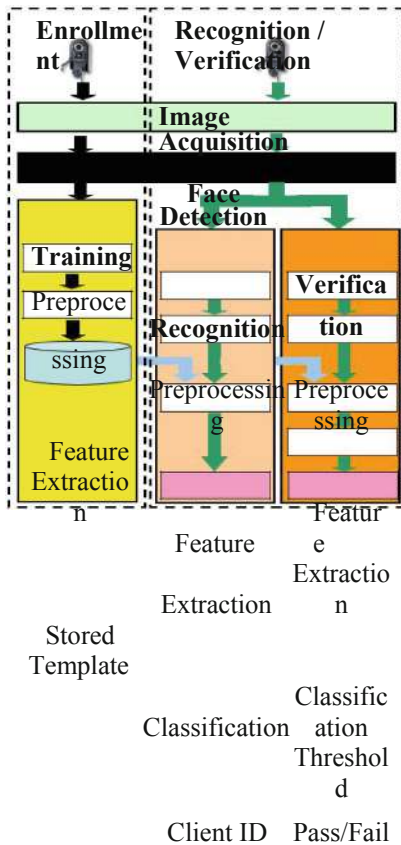 Enrollme
nt
Recognition /
Verification
Image
Acquisition
Face
Detection
Training
Preproce
ssing
Feature
Extractio
n
Stored
Template
Recognition
Preprocessin
g
Feature
Extraction
Classification
Client ID
Verifica
tion
Preproce
ssing
Featur
e
Extractio
n
Classific
ation
Threshol
d
Pass/Fail